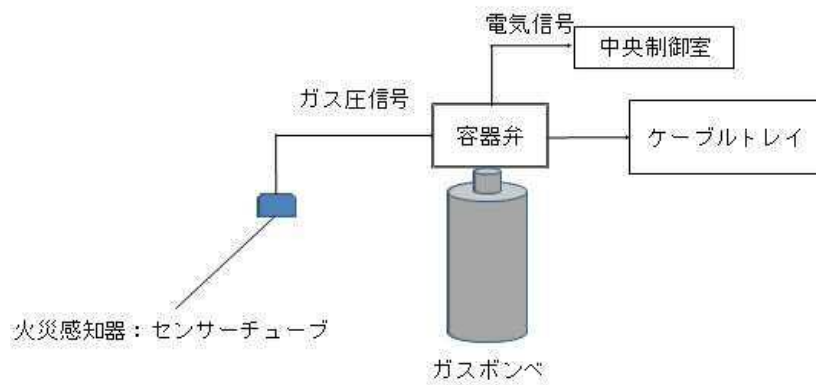 電気信号
中央制御室
ガス圧信号
容器弁
ケーブルトレイ
火災感知器：センサーチューブ
ガスボンベ